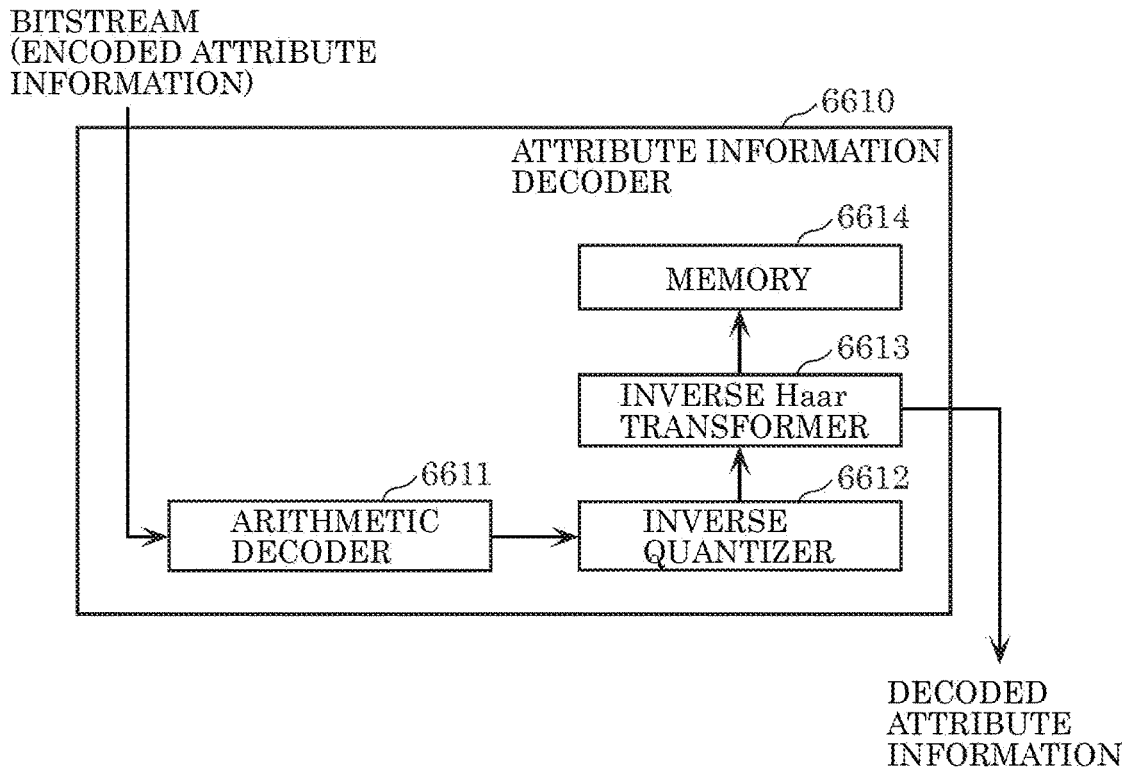 BITSTREAM
(ENCODED ATTRIBUTE
INFORMATION)
6610
ATTRIBUTE INFORMATION
DECODER
6614
MEMORY
6613
INVERSE Haar
TRANSFORMER
6611
ARITHMETIC
DECODER
6612
INVERSE
QUANTIZER
DECODED
ATTRIBUTE
INFORMATION